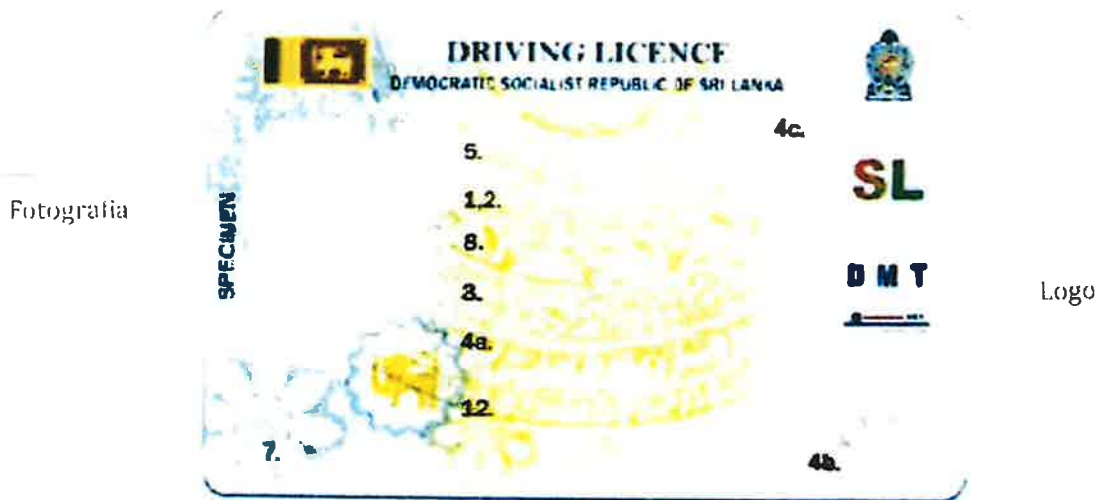 DRIVING LICENCE
DEMOCRATIC SOCIALIST REPUBLIC OF SRI LANKA
4c.
5.
SL
1,2.
Fotografia
SPECIMEN
8.
D M T
3.
Logo
4a.
12.
7.
4b.